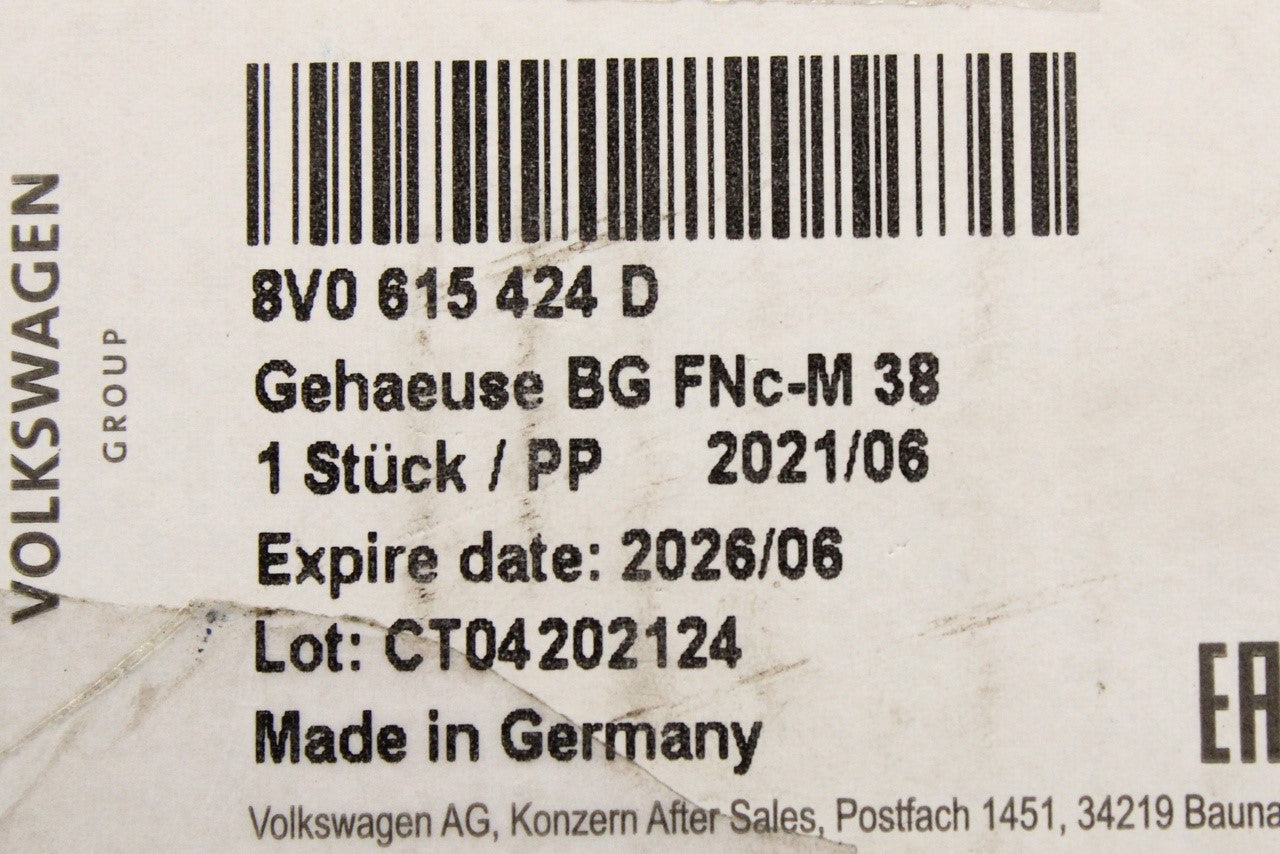 VOLKSWAGEN
GROUP
8V0 615 424 D
Gehaeuse BG FNc-M 38
1 Stück / PP 2021/06
Expire date: 2026/06
Lot: CT04202124
Made in Germany
Volkswagen AG, Konzern After Sales, Postfach 1451, 34219 Bauna